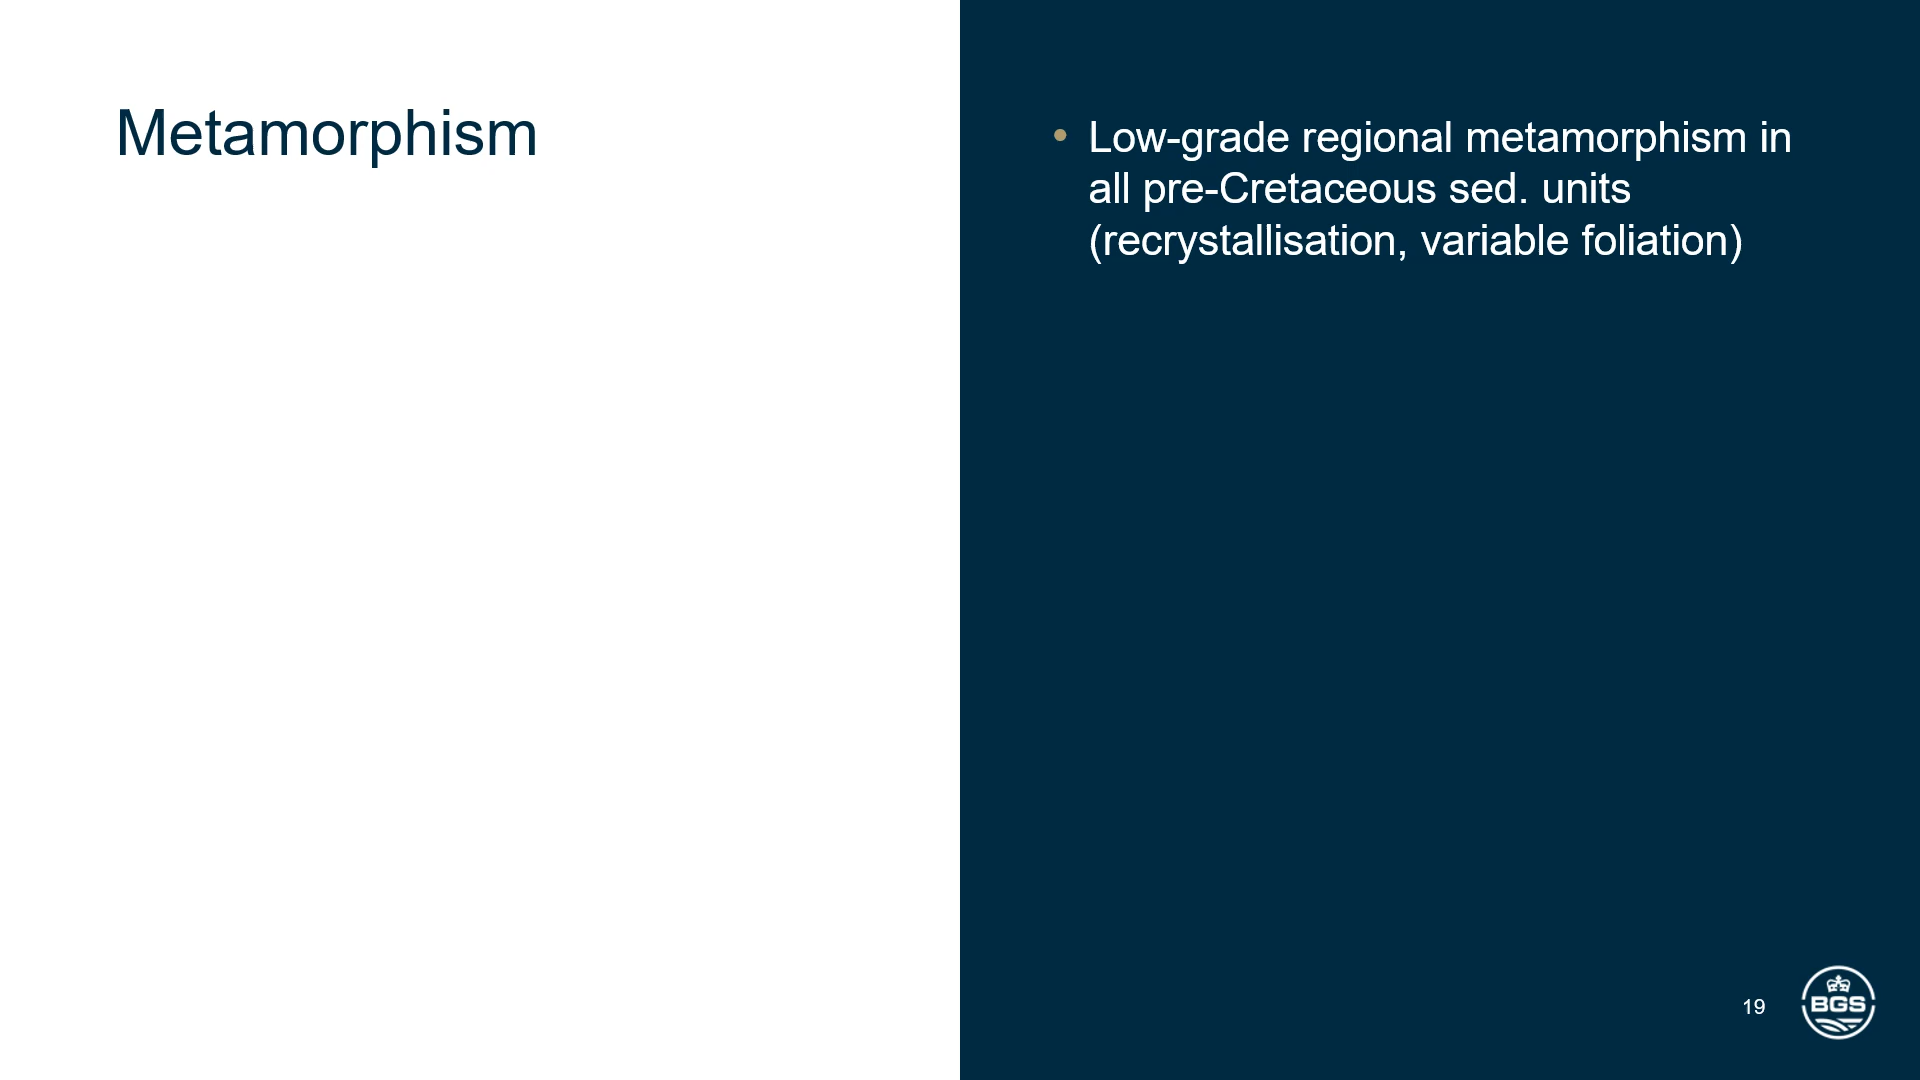 Metamorphism
• Low-grade regional metamorphism in
all pre-Cretaceous sed. units
(recrystallisation, variable foliation)
19
BGS